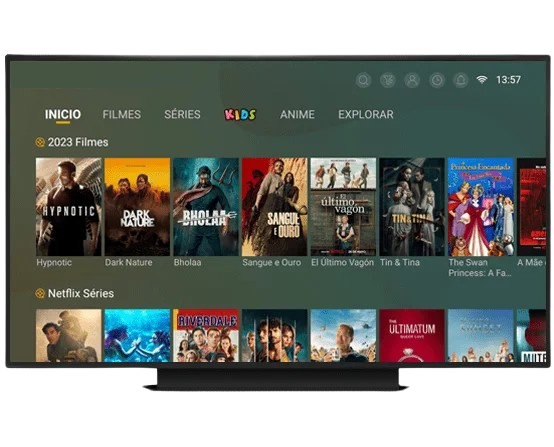 13:57
INICIO FILMES SÉRIES KIDS ANIME EXPLORAR
2023 Filmes
HYPNOTIC
DARK
NATURE
BHOLAA
SANGUE
E OURO
El
último
vagón
TIN&TINA
Princesa Encantada
Hypnotic Dark Nature Bholaa Sangue e Ouro El Último Vagón Tin & Tina The Swan
Princess: A Fa... A Mãe
Netflix Séries
RIVERDALE
THE
ULTIMATUM